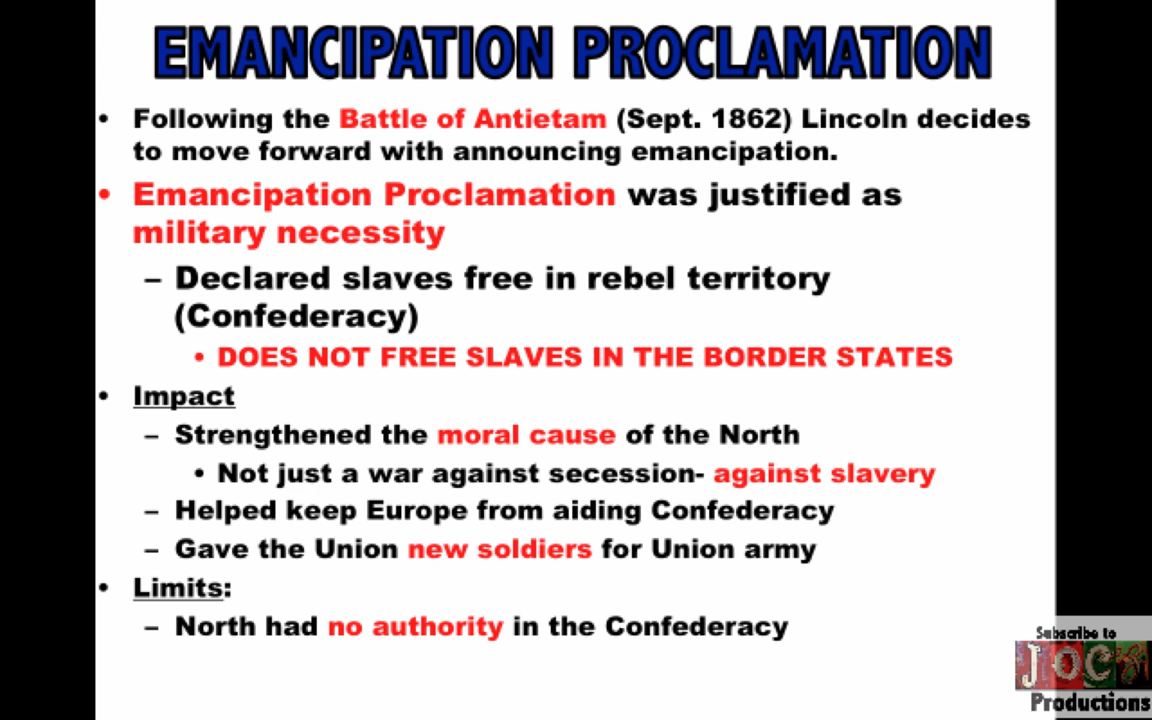 EMANCIPATION PROCLAMATION
• Following the Battle of Antietam (Sept. 1862) Lincoln decides
to move forward with announcing emancipation.
• Emancipation Proclamation was justified as
military necessity
– Declared slaves free in rebel territory
(Confederacy)
• DOES NOT FREE SLAVES IN THE BORDER STATES
• Impact
– Strengthened the moral cause of the North
• Not just a war against secession- against slavery
– Helped keep Europe from aiding Confederacy
– Gave the Union new soldiers for Union army
• Limits:
– North had no authority in the Confederacy
Subscribe to
JOCZ
Productions